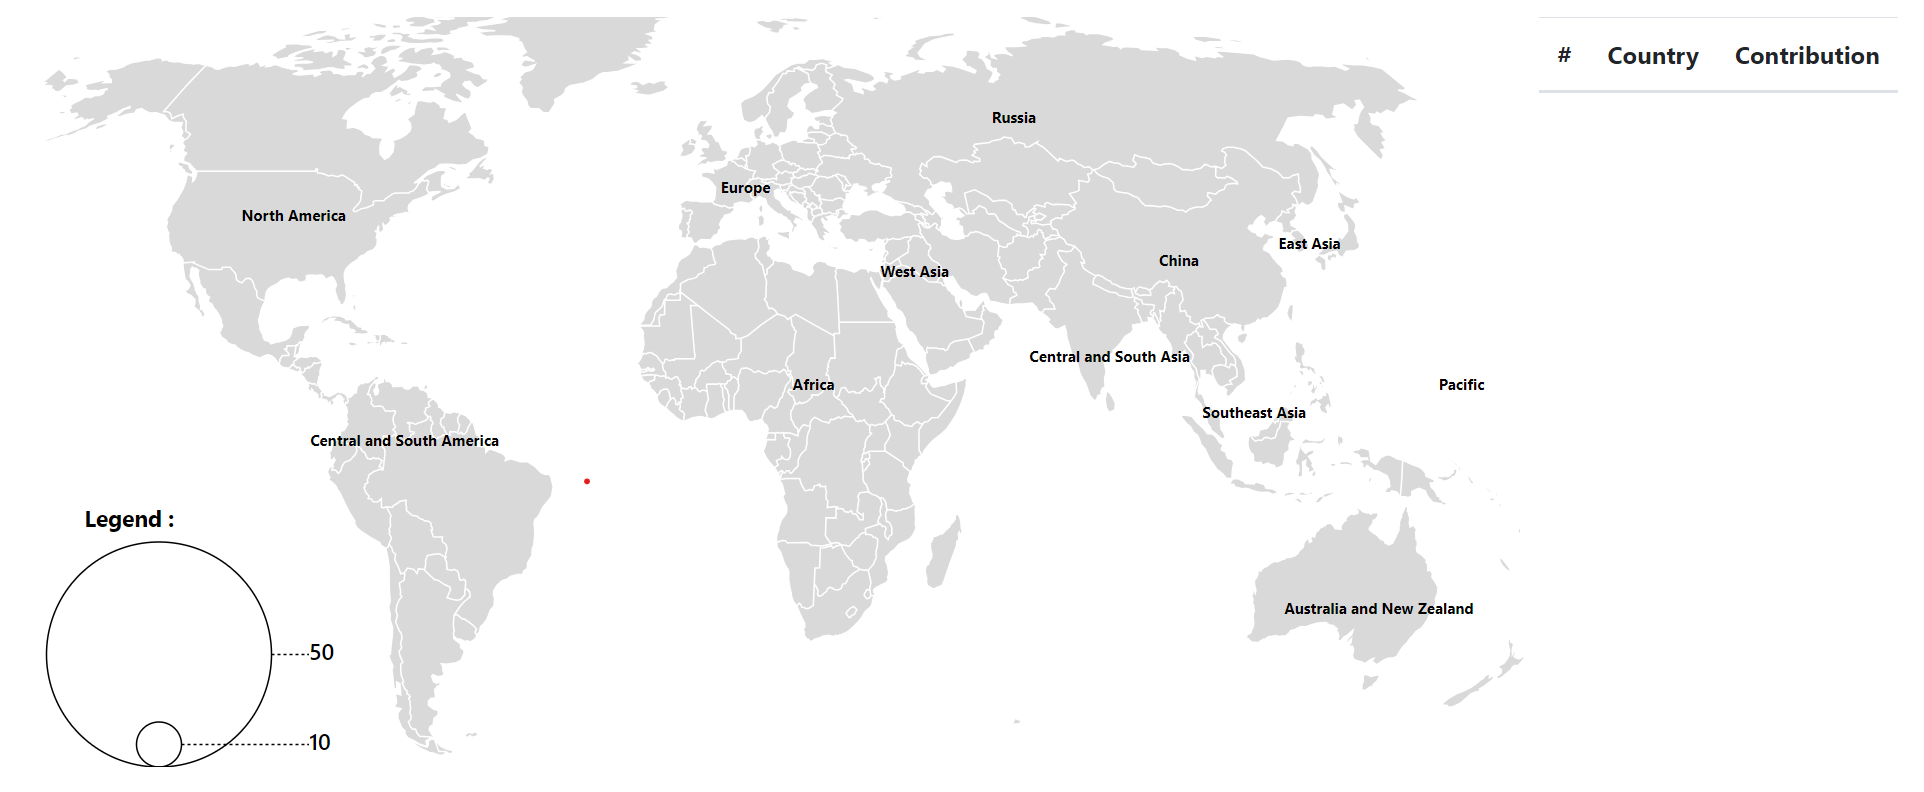 # Country Contribution
Russia
Europe
North America
East Asia
China
West Asia
Central and South Asia
Africa
Pacific
Southeast Asia
Central and South America
Legend :
Australia and New Zealand
50
10